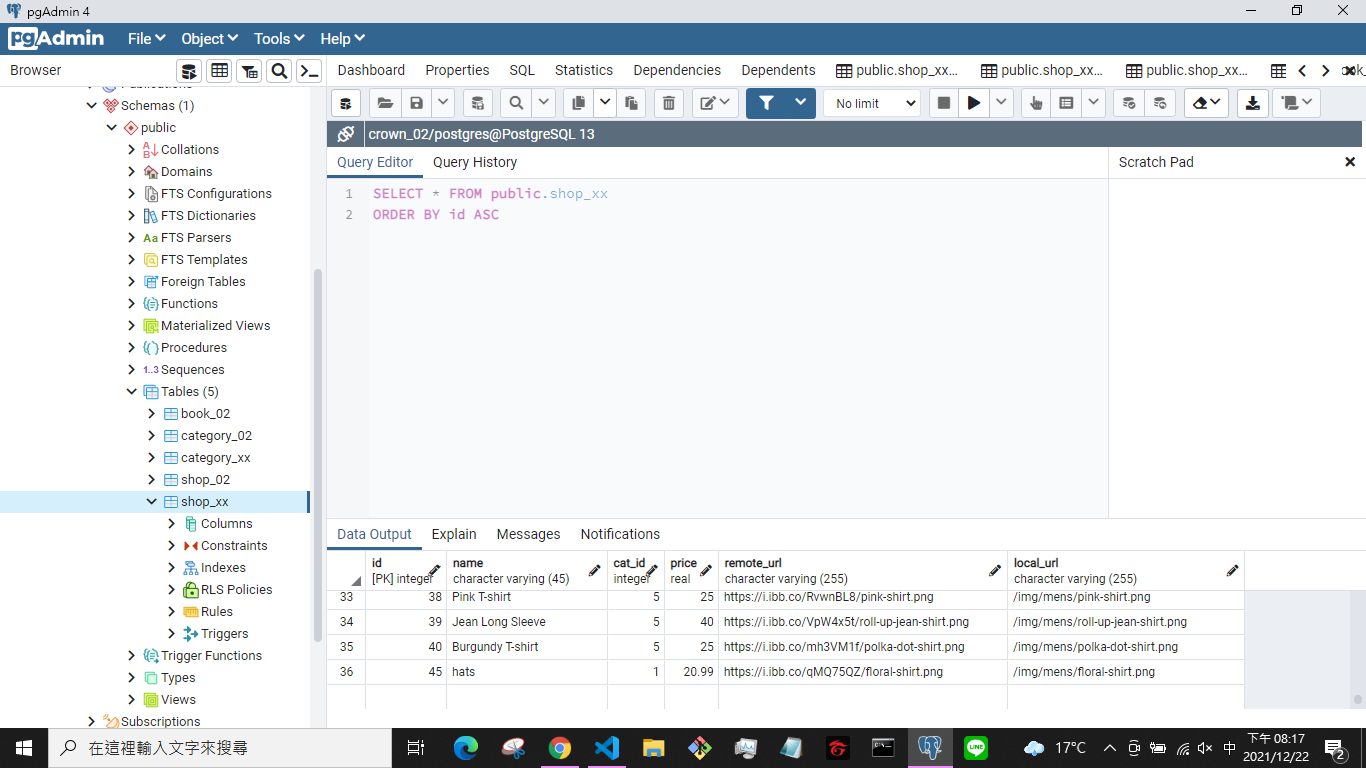 pgAdmin 4
pgAdmin File Object Tools Help
Browser
Dashboard Properties SQL Statistics Dependencies Dependents public.shop_xx... public.shop_xx... public.shop_xx...
No limit
crown_02/postgres@PostgreSQL 13
Query Editor Query History
Scratch Pad
1 SELECT * FROM public.shop_xx
2 ORDER BY id ASC
Schemas (1)
public
Collations
Domains
FTS Configurations
FTS Dictionaries
Aa FTS Parsers
FTS Templates
Foreign Tables
Functions
Materialized Views
Procedures
1..3 Sequences
Tables (5)
book_02
category_02
category_xx
shop_02
shop_xx
Columns
Constraints
Indexes
RLS Policies
Rules
Triggers
Trigger Functions
Types
Views
Subscriptions
Data Output Explain Messages Notifications
id name cat_id price remote_url local_url
[PK] integer character varying (45) integer real character varying (255) character varying (255)
33 38 Pink T-shirt 5 25 https://i.ibb.co/RvwnBL8/pink-shirt.png /img/mens/pink-shirt.png
34 39 Jean Long Sleeve 5 40 https://i.ibb.co/VpW4x5t/roll-up-jean-shirt.png /img/mens/roll-up-jean-shirt.png
35 40 Burgundy T-shirt 5 25 https://i.ibb.co/mh3VM1f/polka-dot-shirt.png /img/mens/polka-dot-shirt.png
36 45 hats 1 20.99 https://i.ibb.co/qMQ75QZ/floral-shirt.png /img/mens/floral-shirt.png
在這裡輸入文字來搜尋
LINE
17°C
中
下午 08:17
2021/12/22
2